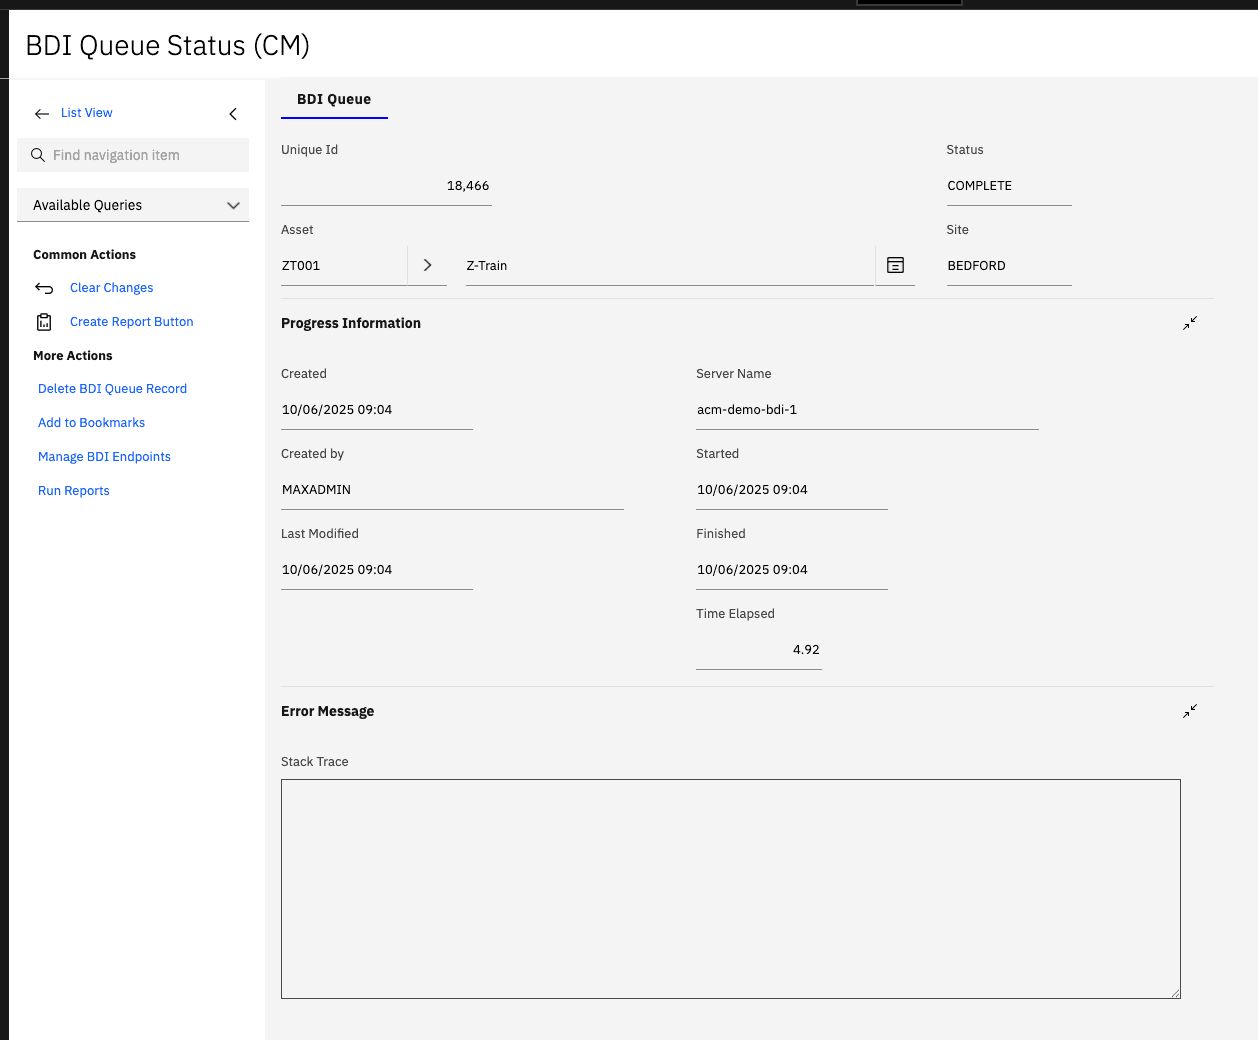 BDI Queue Status (CM)
List View
Find navigation item
Available Queries
Common Actions
Clear Changes
Create Report Button
More Actions
Delete BDI Queue Record
Add to Bookmarks
Manage BDI Endpoints
Run Reports
BDI Queue
Unique Id
18,466
Status
COMPLETE
Asset
ZT001
Z-Train
Site
BEDFORD
Progress Information
Created
10/06/2025 09:04
Server Name
acm-demo-bdi-1
Created by
MAXADMIN
Started
10/06/2025 09:04
Last Modified
10/06/2025 09:04
Finished
10/06/2025 09:04
Time Elapsed
4.92
Error Message
Stack Trace